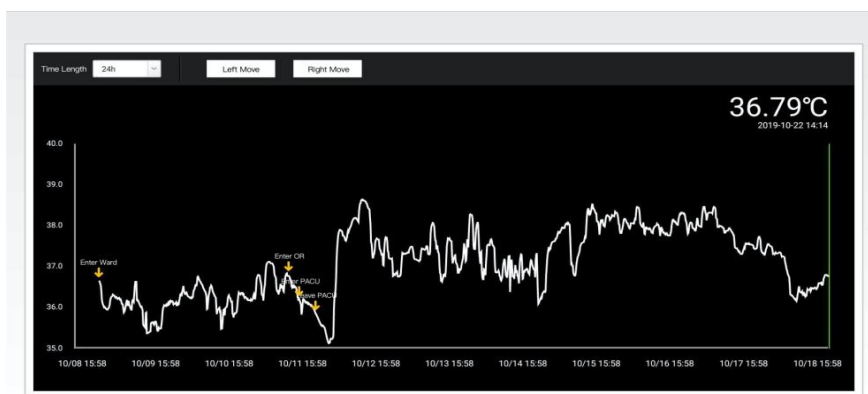 Time Length 24h Left Move Right Move
36.79°C
2019-10-22 14:14
40.0
39.0
38.0
37.0
36.0
35.0
Enter Ward
Enter OR
Enter PACU
Leave PACU
10/08 15:58 10/09 15:58 10/10 15:58 10/11 15:58 10/12 15:58 10/13 15:58 10/14 15:58 10/15 15:58 10/16 15:58 10/17 15:58 10/18 15:58